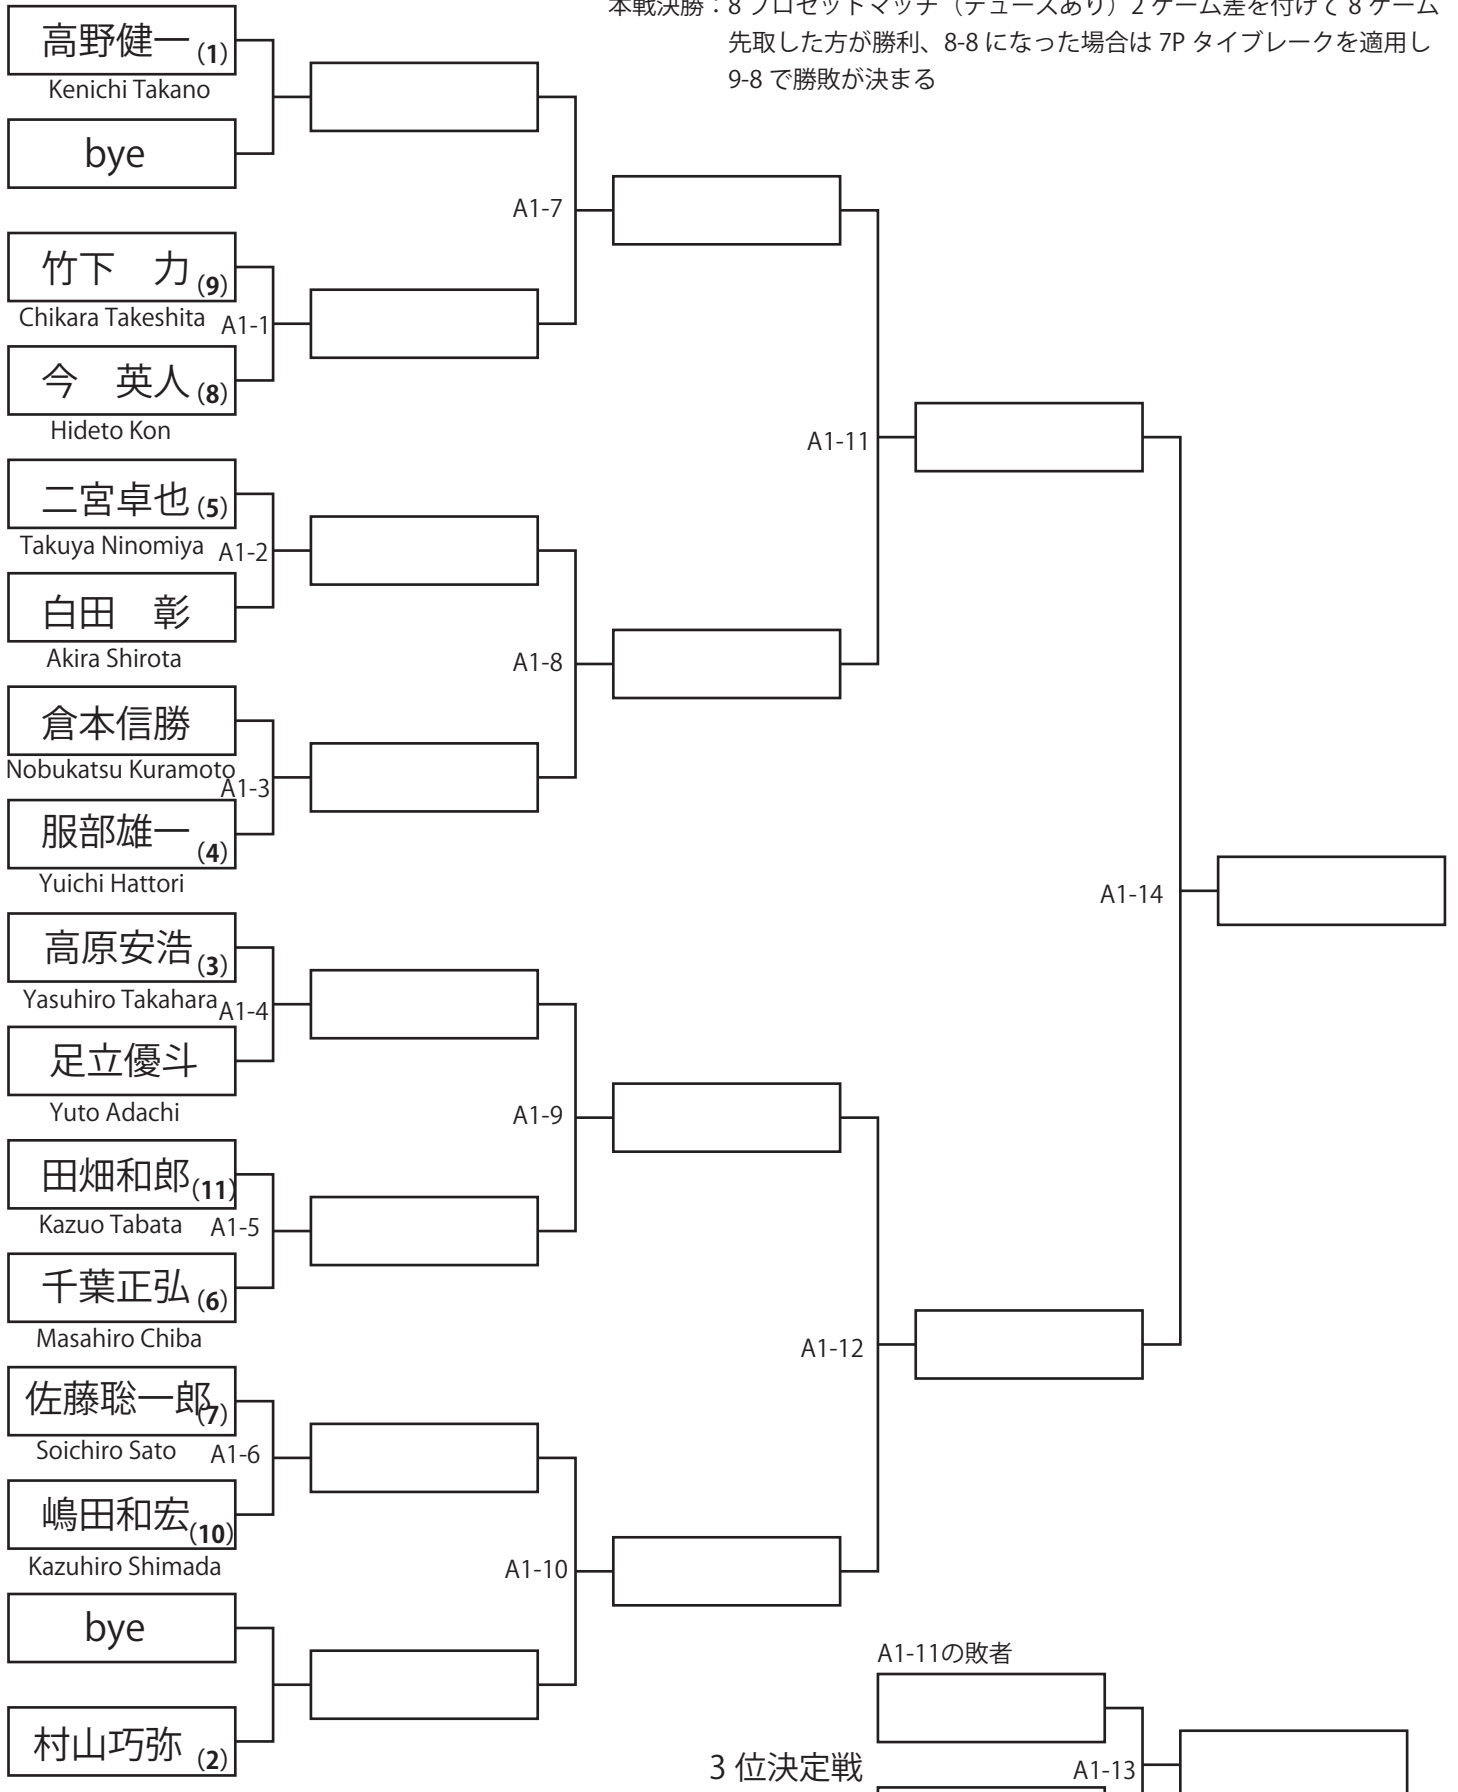 本戦決勝：8 プロセットマッチ（デュースあり）2 ゲーム差を付けて 8 ゲーム
先取した方が勝利、8-8 になった場合は 7P タイブレークを適用し
9-8 で勝敗が決まる
高野健一 (1)
Kenichi Takano
bye
A1-7
竹下　力 (9)
Chikara Takeshita
A1-1
今　英人 (8)
Hideto Kon
A1-11
二宮卓也 (5)
Takuya Ninomiya
A1-2
白田　彰
Akira Shirota
A1-8
倉本信勝
Nobukatsu Kuramoto
A1-3
服部雄一 (4)
Yuichi Hattori
A1-14
高原安浩 (3)
Yasuhiro Takahara
A1-4
足立優斗
Yuto Adachi
A1-9
田畑和郎 (11)
Kazuo Tabata
A1-5
千葉正弘 (6)
Masahiro Chiba
A1-12
佐藤聡一郎 (7)
Soichiro Sato
A1-6
嶋田和宏 (10)
Kazuhiro Shimada
A1-10
bye
A1-11の敗者
村山巧弥 (2)
3 位決定戦
A1-13